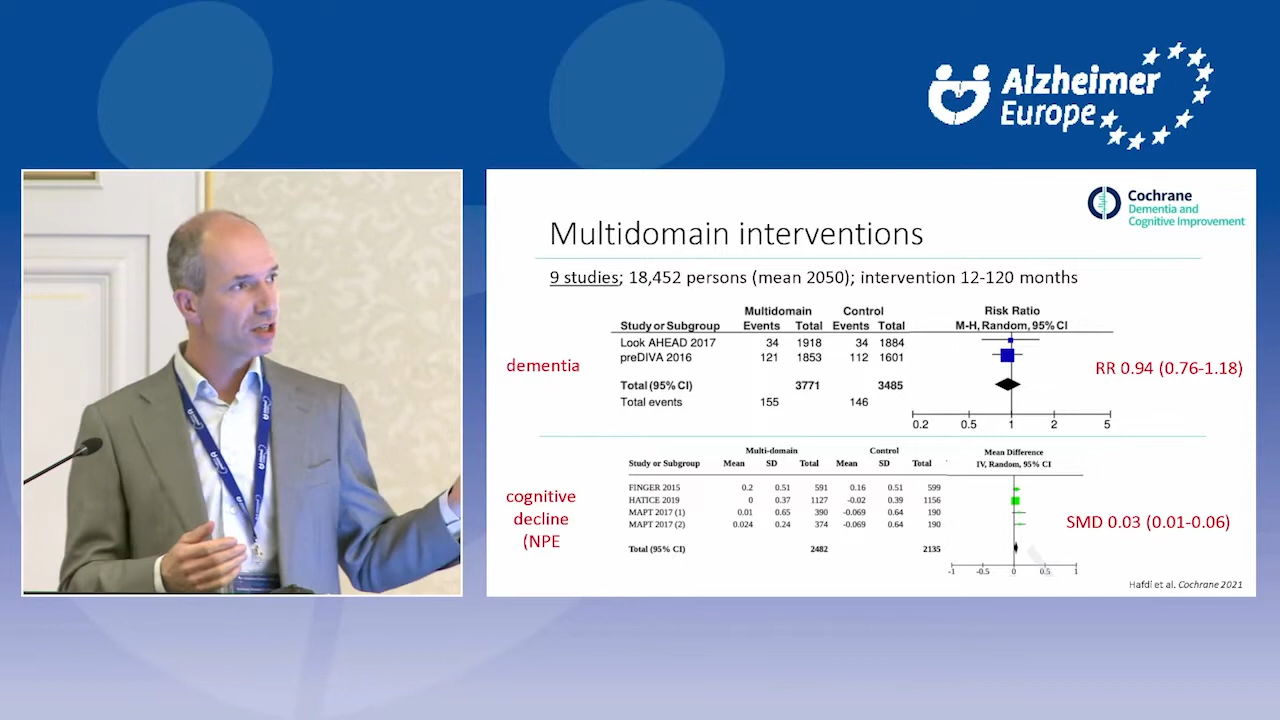 Alzheimer
Europe
Cochrane
Dementia and
Cognitive Improvement
Multidomain interventions
9 studies; 18,452 persons (mean 2050); intervention 12-120 months
Multidomain Control Risk Ratio
Study or Subgroup Events Total Events Total M-H, Random, 95% CI
Look AHEAD 2017 34 1918 34 1884
preDIVA 2016 121 1853 112 1601
dementia
RR 0.94 (0.76-1.18)
Total (95% CI) 3771 3485
Total events 155 146
0.2 0.5 1 2 5
Multi-domain Control Mean Difference
Study or Subgroup Mean SD Total Mean SD Total IV, Random, 95% CI
FINGER 2015 0.2 0.51 591 0.16 0.51 599
HATICE 2019 0 0.37 1127 -0.02 0.39 1156
MAPT 2017 (1) 0.01 0.65 390 -0.069 0.64 190
MAPT 2017 (2) 0.024 0.24 374 -0.069 0.64 190
cognitive
decline
(NPE
SMD 0.03 (0.01-0.06)
Total (95% CI) 2482 2135
-1 -0.5 0 0.5 1
Hafdi et al. Cochrane 2021